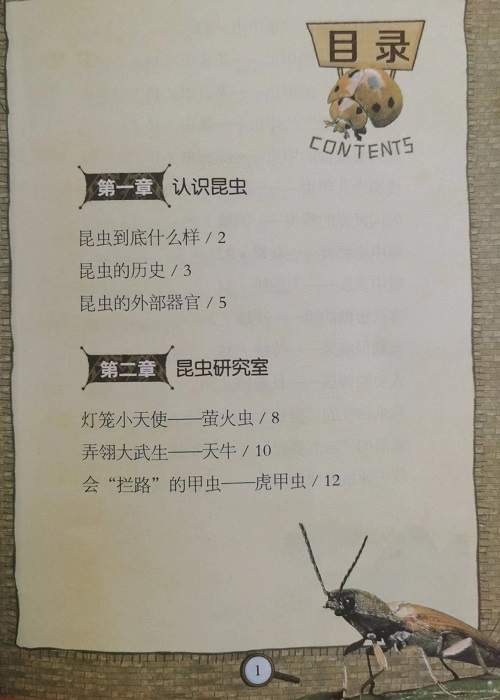 目录
CONTENTS
第一章 认识昆虫
昆虫到底什么样 / 2
昆虫的历史 / 3
昆虫的外部器官 / 5
第二章 昆虫研究室
灯笼小天使——萤火虫 / 8
弄翎大武生——天牛 / 10
会“拦路”的甲虫——虎甲虫 / 12
1